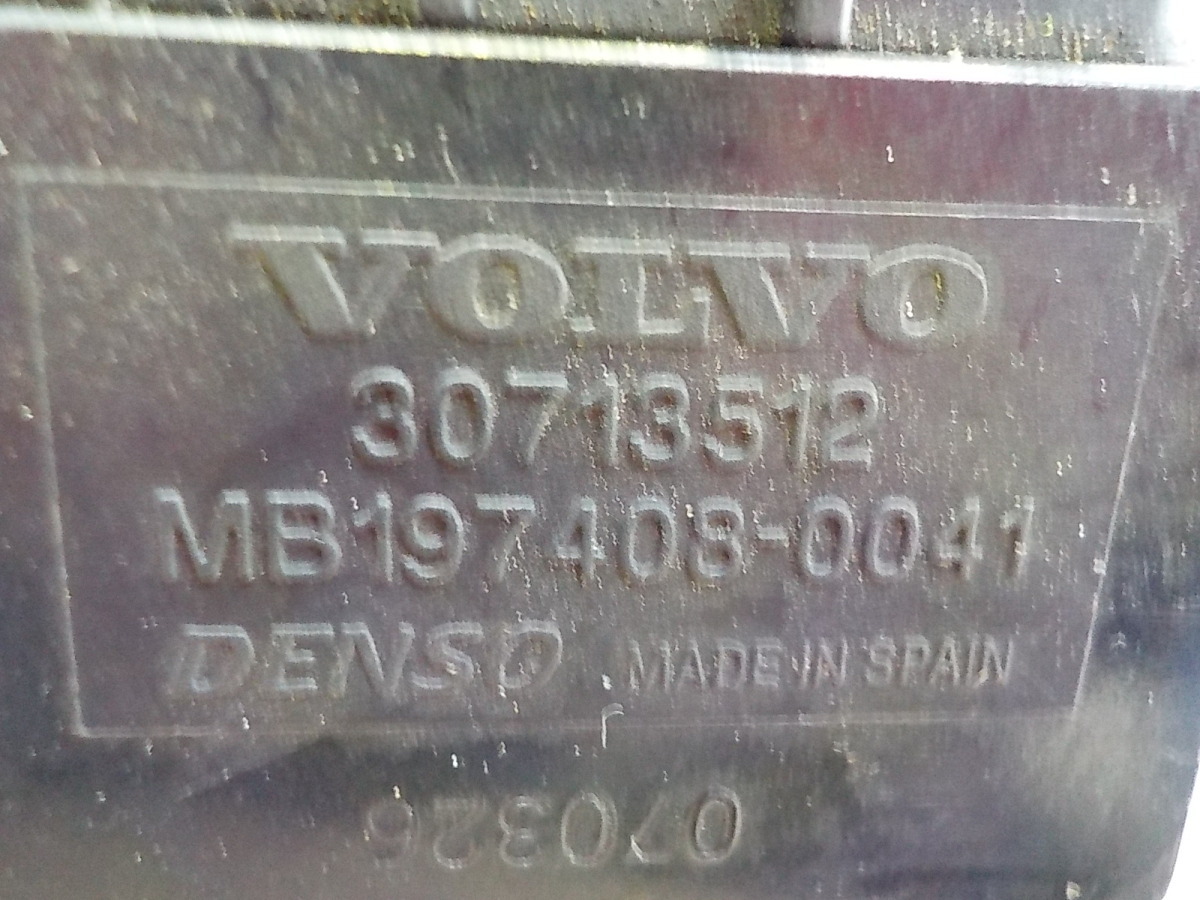 VOLVO
30713512
MB197408-0041
DENSO MADE IN SPAIN
070326